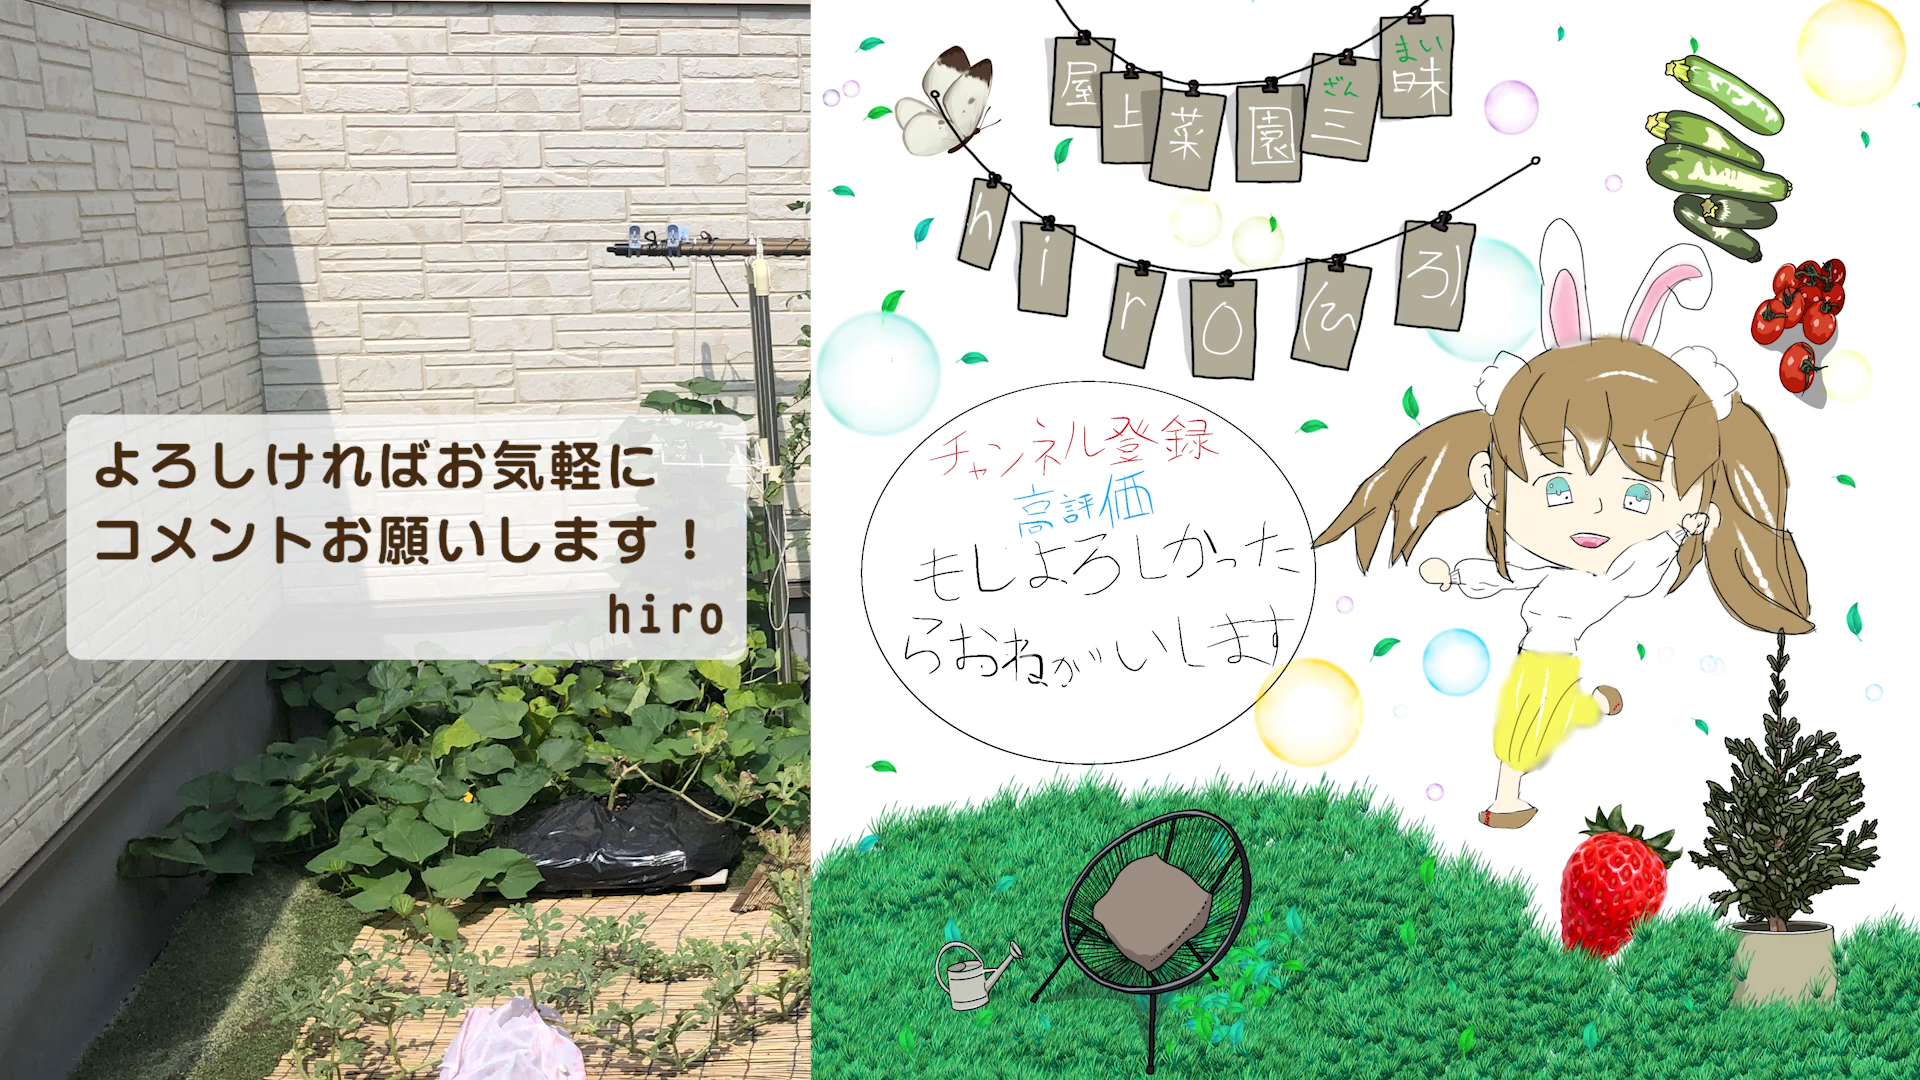 よろしければお気軽に
コメントお願いします！
hiro
屋上菜園三昧
ざんまい
hiro(ひろ)
チャンネル登録
高評価
もしよろしかった
らおねがいします